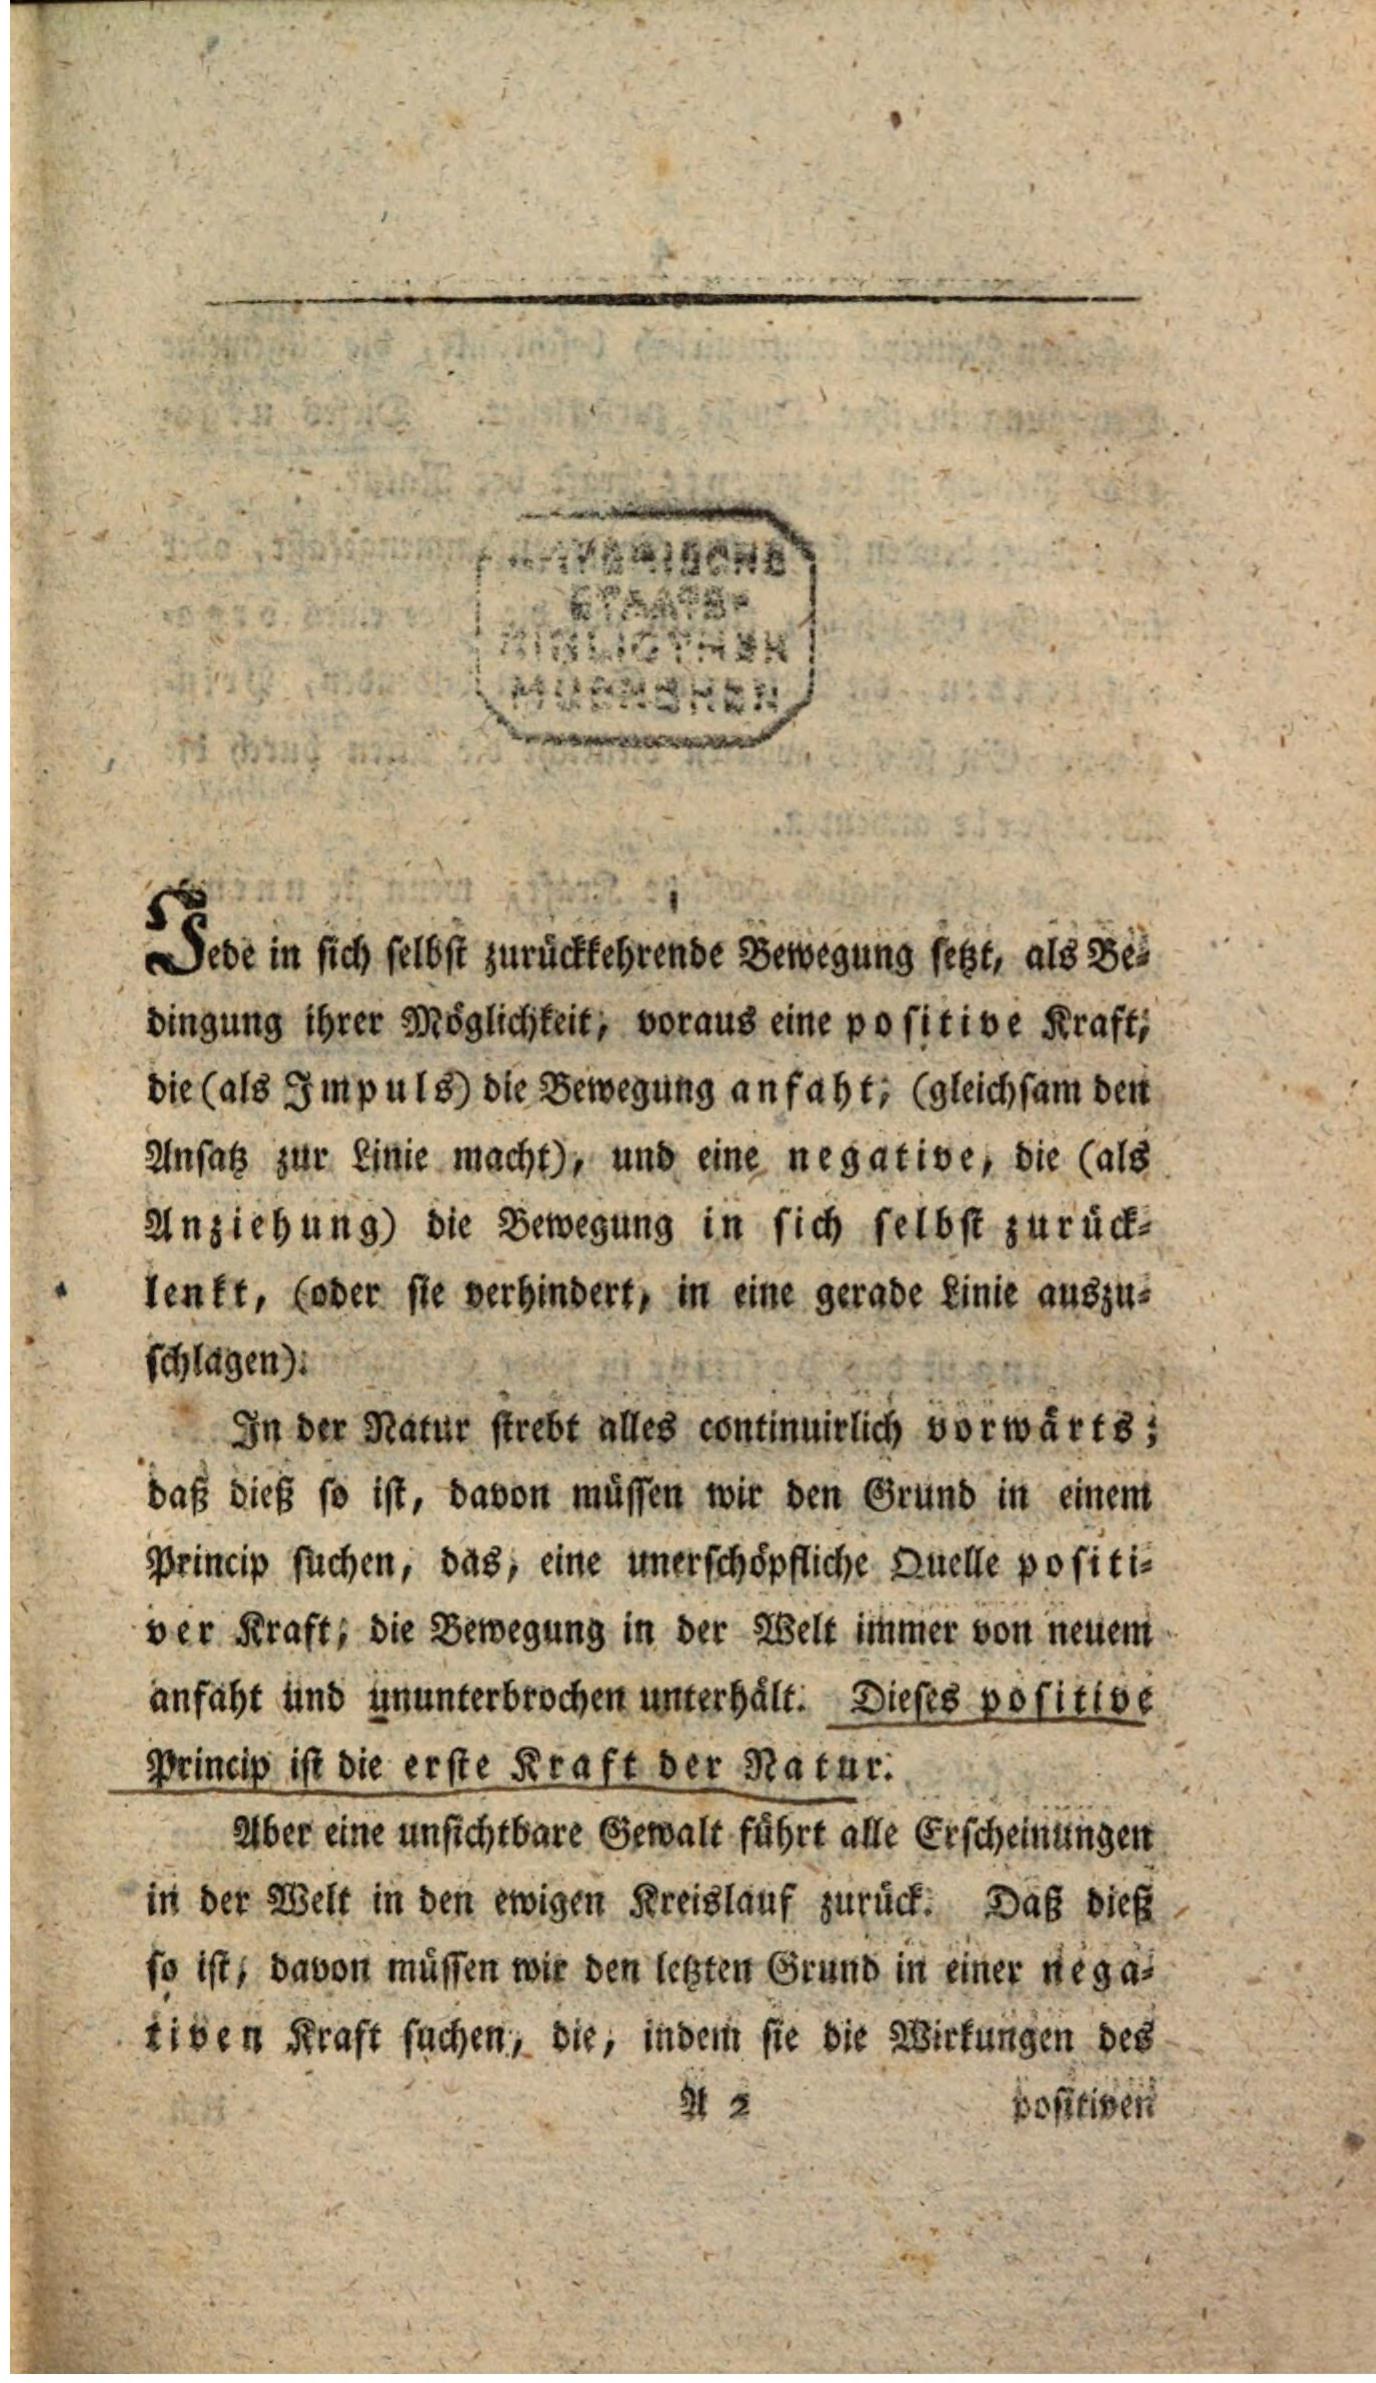 BAYERISCHE
STAATS-
BIBLIOTHEK
MUENCHEN
Jede in sich selbst zurückkehrende Bewegung setzt, als Be-
dingung ihrer Möglichkeit, voraus eine positive Kraft,
die (als Impuls) die Bewegung anfaht, (gleichsam den
Ansatz zur Linie macht), und eine negative, die (als
Anziehung) die Bewegung in sich selbst zurück-
lenkt, (oder sie verhindert, in eine gerade Linie auszu-
schlagen).
In der Natur strebt alles continuirlich vorwärts;
daß dieß so ist, davon müssen wir den Grund in einem
Princip suchen, das, eine unerschöpfliche Quelle positi-
ver Kraft, die Bewegung in der Welt immer von neuem
anfaht und ununterbrochen unterhält. Dieses positive
Princip ist die erste Kraft der Natur.
Aber eine unsichtbare Gewalt führt alle Erscheinungen
in der Welt in den ewigen Kreislauf zurück. Daß dieß
so ist, davon müssen wir den letzten Grund in einer nega-
tiven Kraft suchen, die, indem sie die Wirkungen des
A 2 positiven